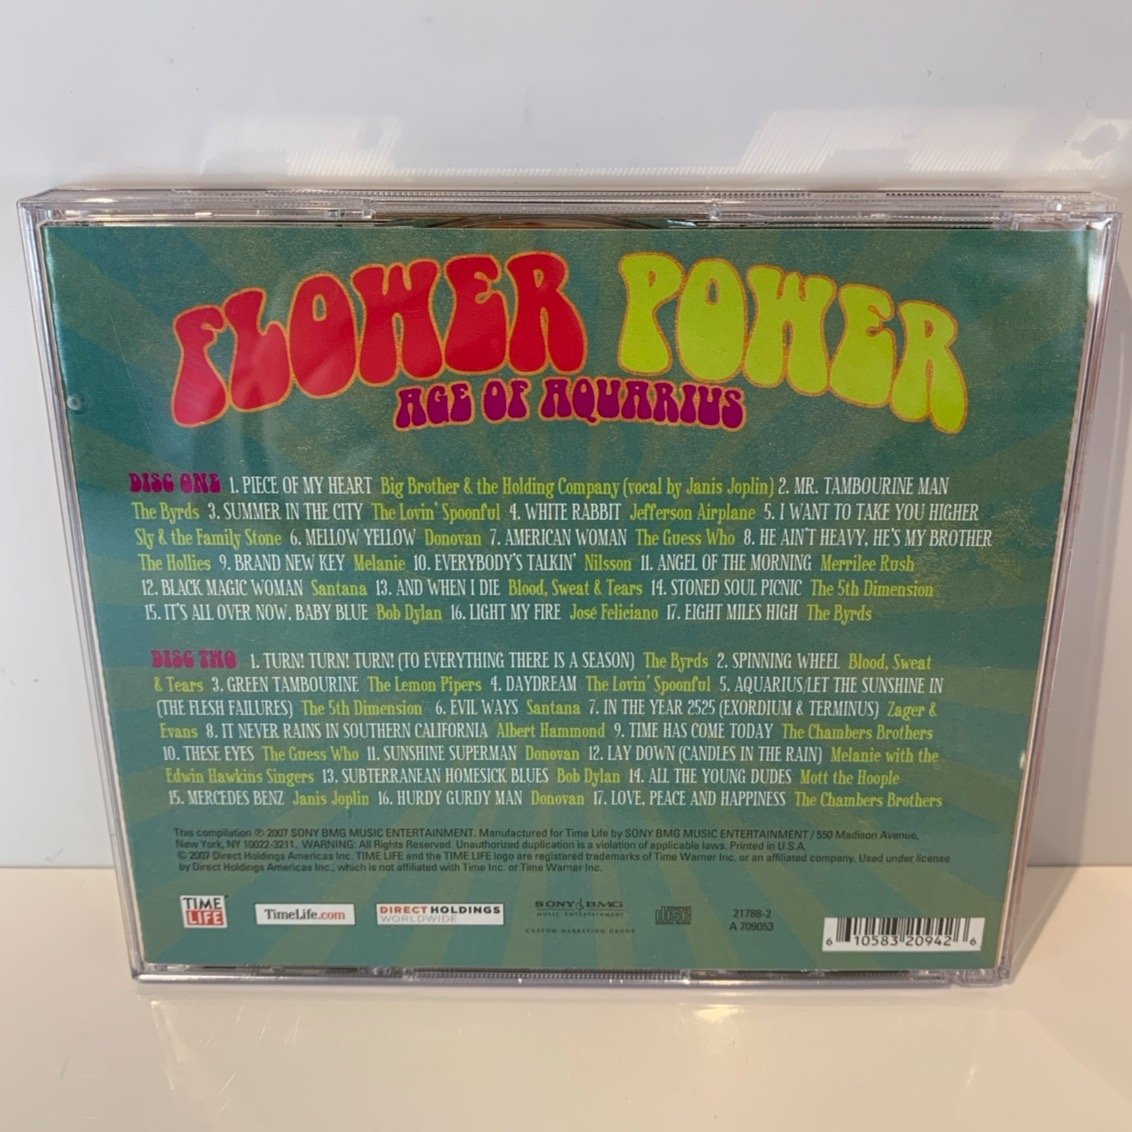 FLOWER POWER
AGE OF AQUARIUS
DISC ONE 1. PIECE OF MY HEART Big Brother & the Holding Company (vocal by Janis Joplin) 2. MR. TAMBOURINE MAN
The Byrds 3. SUMMER IN THE CITY The Lovin' Spoonful 4. WHITE RABBIT Jefferson Airplane 5. I WANT TO TAKE YOU HIGHER
Sly & the Family Stone 6. MELLOW YELLOW Donovan 7. AMERICAN WOMAN The Guess Who 8. HE AIN'T HEAVY, HE'S MY BROTHER
The Hollies 9. BRAND NEW KEY Melanie 10. EVERYBODY'S TALKIN' Nilsson 11. ANGEL OF THE MORNING Merrilee Rush
12. BLACK MAGIC WOMAN Santana 13. AND WHEN I DIE Blood, Sweat & Tears 14. STONED SOUL PICNIC The 5th Dimension
15. IT'S ALL OVER NOW, BABY BLUE Bob Dylan 16. LIGHT MY FIRE José Feliciano 17. EIGHT MILES HIGH The Byrds
DISC TWO 1. TURN! TURN! TURN! (TO EVERYTHING THERE IS A SEASON) The Byrds 2. SPINNING WHEEL Blood, Sweat
& Tears 3. GREEN TAMBOURINE The Lemon Pipers 4. DAYDREAM The Lovin' Spoonful 5. AQUARIUS/LET THE SUNSHINE IN
(THE FLESH FAILURES) The 5th Dimension 6. EVIL WAYS Santana 7. IN THE YEAR 2525 (EXORDIUM & TERMINUS) Zager &
Evans 8. IT NEVER RAINS IN SOUTHERN CALIFORNIA Albert Hammond 9. TIME HAS COME TODAY The Chambers Brothers
10. THESE EYES The Guess Who 11. SUNSHINE SUPERMAN Donovan 12. LAY DOWN (CANDLES IN THE RAIN) Melanie with the
Edwin Hawkins Singers 13. SUBTERRANEAN HOMESICK BLUES Bob Dylan 14. ALL THE YOUNG DUDES Mott the Hoople
15. MERCEDES BENZ Janis Joplin 16. HURDY GURDY MAN Donovan 17. LOVE, PEACE AND HAPPINESS The Chambers Brothers
This compilation ℗ 2007 SONY BMG MUSIC ENTERTAINMENT. Manufactured for Time Life by SONY BMG MUSIC ENTERTAINMENT / 550 Madison Avenue,
New York, NY 10022-3211. WARNING: All Rights Reserved. Unauthorized duplication is a violation of applicable laws. Printed in U.S.A.
© 2007 Direct Holdings Americas Inc. TIME LIFE and the TIME LIFE logo are registered trademarks of Time Warner Inc. or an affiliated company. Used under license
by Direct Holdings Americas Inc., which is not affiliated with Time Inc. or Time Warner Inc.
TIME LIFE
TimeLife.com
DIRECT HOLDINGS WORLDWIDE
SONY BMG
MUSIC ENTERTAINMENT
CUSTOM MARKETING GROUP
COMPACT disc DIGITAL AUDIO
21788-2
A 709053
6 10583 20942 6